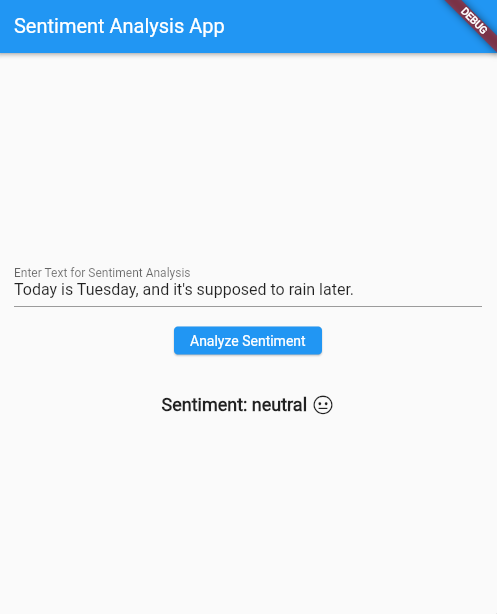 Sentiment Analysis App
DEBUG
Enter Text for Sentiment Analysis
Today is Tuesday, and it's supposed to rain later.
Analyze Sentiment
Sentiment: neutral 😐